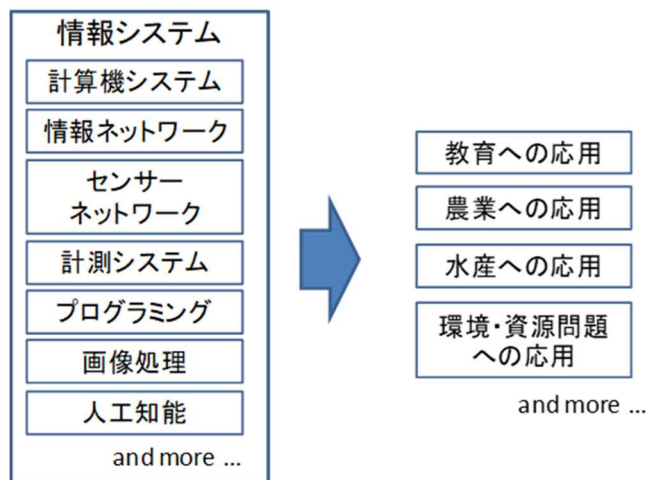 情報システム
計算機システム
情報ネットワーク
センサー
ネットワーク
計測システム
プログラミング
画像処理
人工知能
and more ...
教育への応用
農業への応用
水産への応用
環境・資源問題
への応用
and more ...